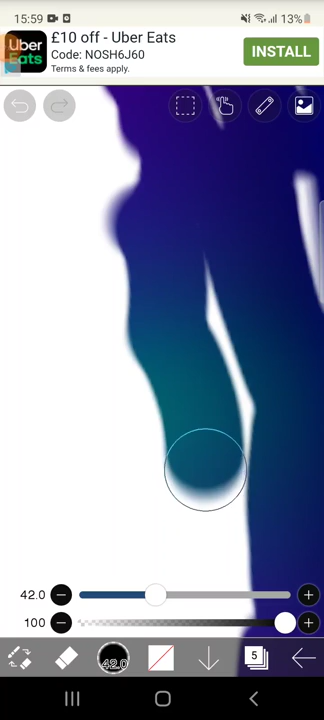 15:59
13%
Uber
Eats
£10 off - Uber Eats
Code: NOSH6J60
Terms & fees apply.
INSTALL
42.0
100
42.0
5